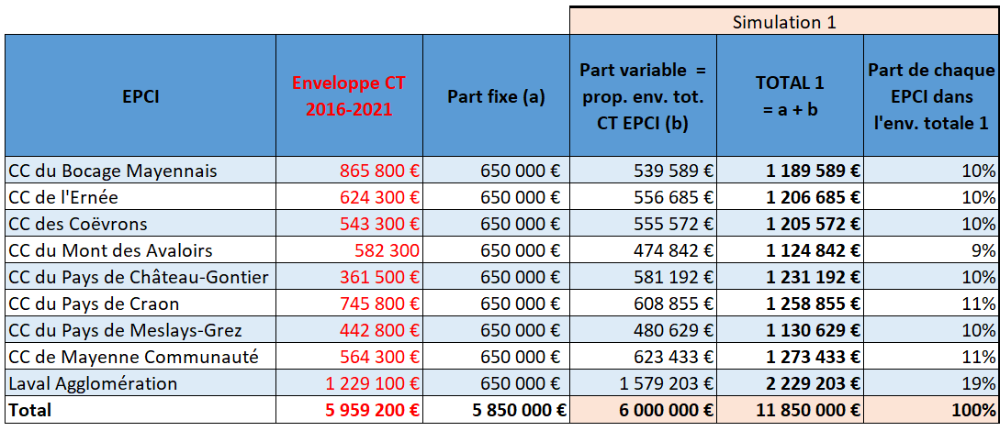 Simulation 1
EPCI
Enveloppe CT
2016-2021
Part fixe (a)
Part variable =
prop. env. tot.
CT EPCI (b)
TOTAL 1
= a + b
Part de chaque
EPCI dans
l'env. totale 1
CC du Bocage Mayennais 865 800 € 650 000 € 539 589 € 1 189 589 € 10%
CC de l'Ernée 624 300 € 650 000 € 556 685 € 1 206 685 € 10%
CC des Coëvrons 543 300 € 650 000 € 555 572 € 1 205 572 € 10%
CC du Mont des Avaloirs 582 300 650 000 € 474 842 € 1 124 842 € 9%
CC du Pays de Château-Gontier 361 500 € 650 000 € 581 192 € 1 231 192 € 10%
CC du Pays de Craon 745 800 € 650 000 € 608 855 € 1 258 855 € 11%
CC du Pays de Meslays-Grez 442 800 € 650 000 € 480 629 € 1 130 629 € 10%
CC de Mayenne Communauté 564 300 € 650 000 € 623 433 € 1 273 433 € 11%
Laval Agglomération 1 229 100 € 650 000 € 1 579 203 € 2 229 203 € 19%
Total 5 959 200 € 5 850 000 € 6 000 000 € 11 850 000 € 100%